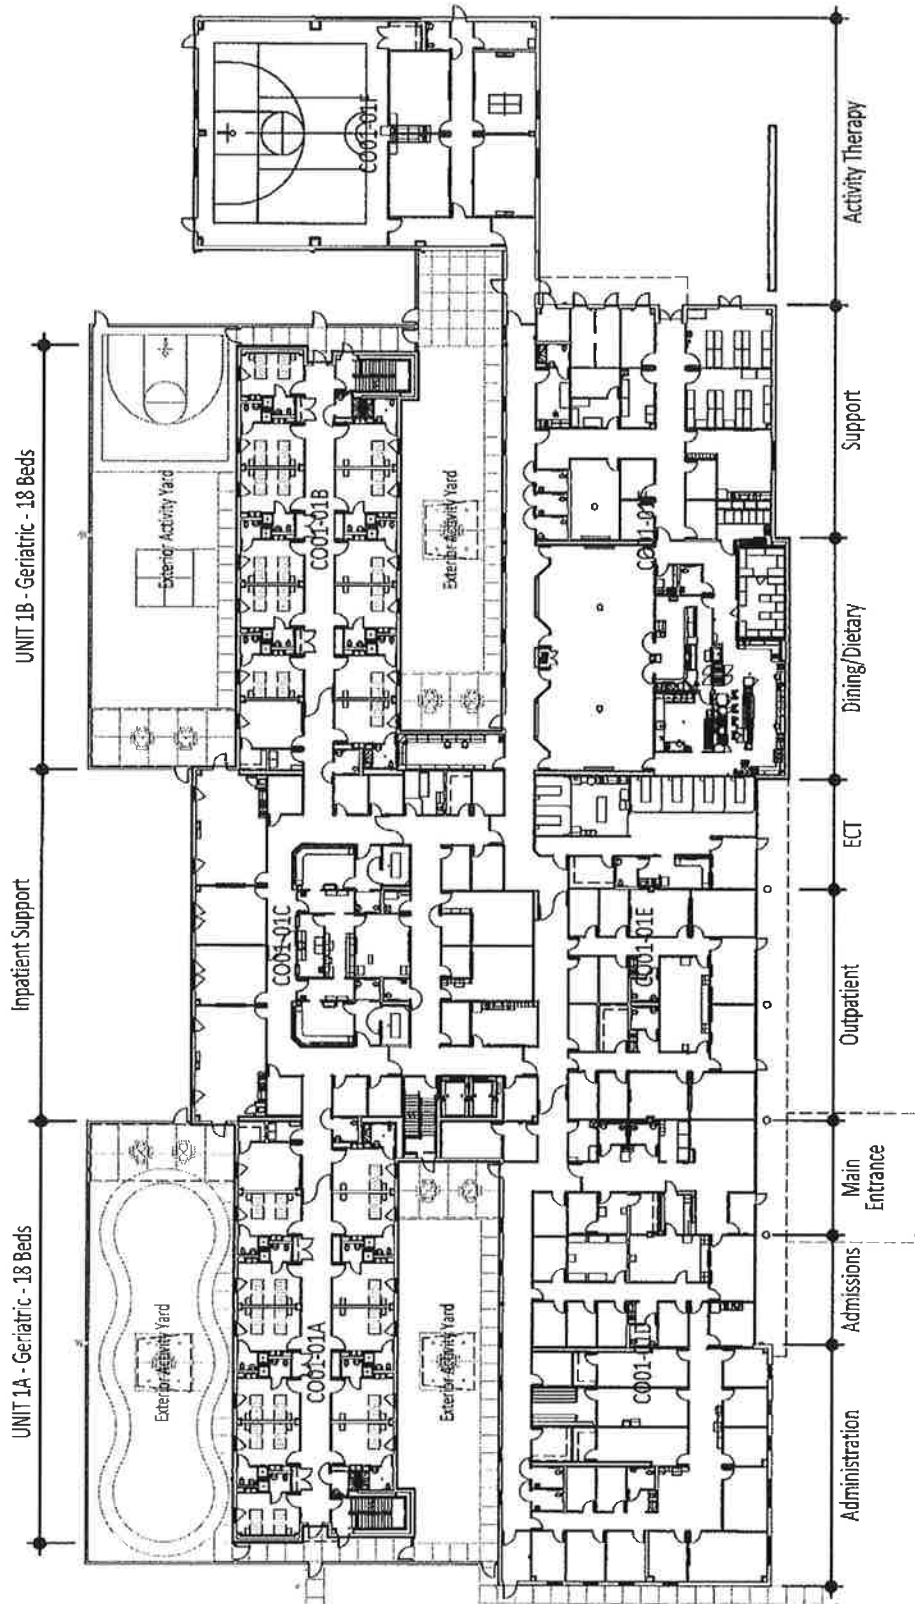 UNIT 1A - Geriatric - 18 Beds
Inpatient Support
UNIT 1B - Geriatric - 18 Beds
Exterior Activity Yard
Exterior Activity Yard
CO01-01C
CO01-01A
CO01-01B
CO01-01F
Exterior Activity Yard
Exterior Activity Yard
CO01-01D
CO01-01E
Administration
Admissions
Main
Entrance
Outpatient
ECT
Dining/Dietary
Support
Activity Therapy